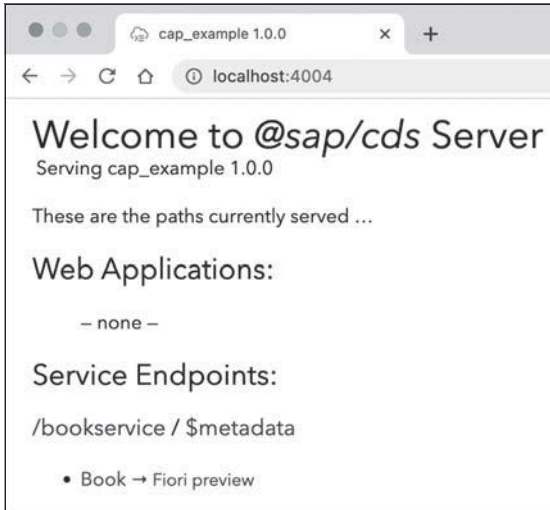 cap_example 1.0.0
localhost:4004
Welcome to @sap/cds Server
Serving cap_example 1.0.0
These are the paths currently served …
Web Applications:
– none –
Service Endpoints:
/bookservice / $metadata
• Book → Fiori preview